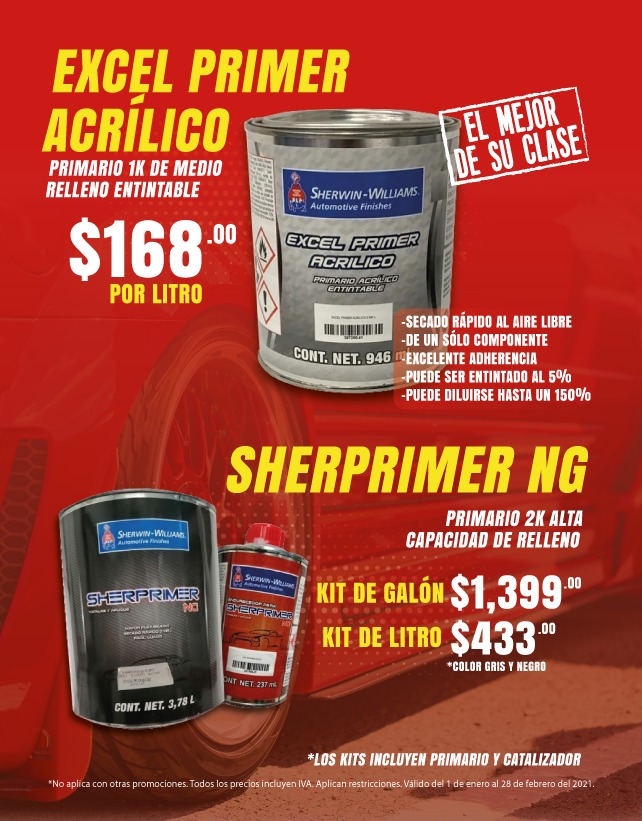 EXCEL PRIMER
ACRÍLICO
PRIMARIO 1K DE MEDIO
RELLENO ENTINTABLE
$168.00
POR LITRO
EL MEJOR
DE SU CLASE
SHERWIN-WILLIAMS.
Automotive Finishes
EXCEL PRIMER
ACRILICO
PRIMARIO ACRÍLICO
ENTINTABLE
CONT. NET. 946 m
-SECADO RÁPIDO AL AIRE LIBRE
-DE UN SÓLO COMPONENTE
-EXCELENTE ADHERENCIA
-PUEDE SER ENTINTADO AL 5%
-PUEDE DILUIRSE HASTA UN 150%
SHERPRIMER NG
PRIMARIO 2K ALTA
CAPACIDAD DE RELLENO
SHERWIN-WILLIAMS.
Automotive Finishes
SHERPRIMER
NG
CONT. NET. 3,78 L
SHERWIN-WILLIAMS
Automotive Finishes
SHERPRIMER
NG
CONT. NET. 237 mL
KIT DE GALÓN $1,399.00
KIT DE LITRO $433.00
*COLOR GRIS Y NEGRO
*LOS KITS INCLUYEN PRIMARIO Y CATALIZADOR
*No aplica con otras promociones. Todos los precios incluyen IVA. Aplican restricciones. Válido del 1 de enero al 28 de febrero del 2021.